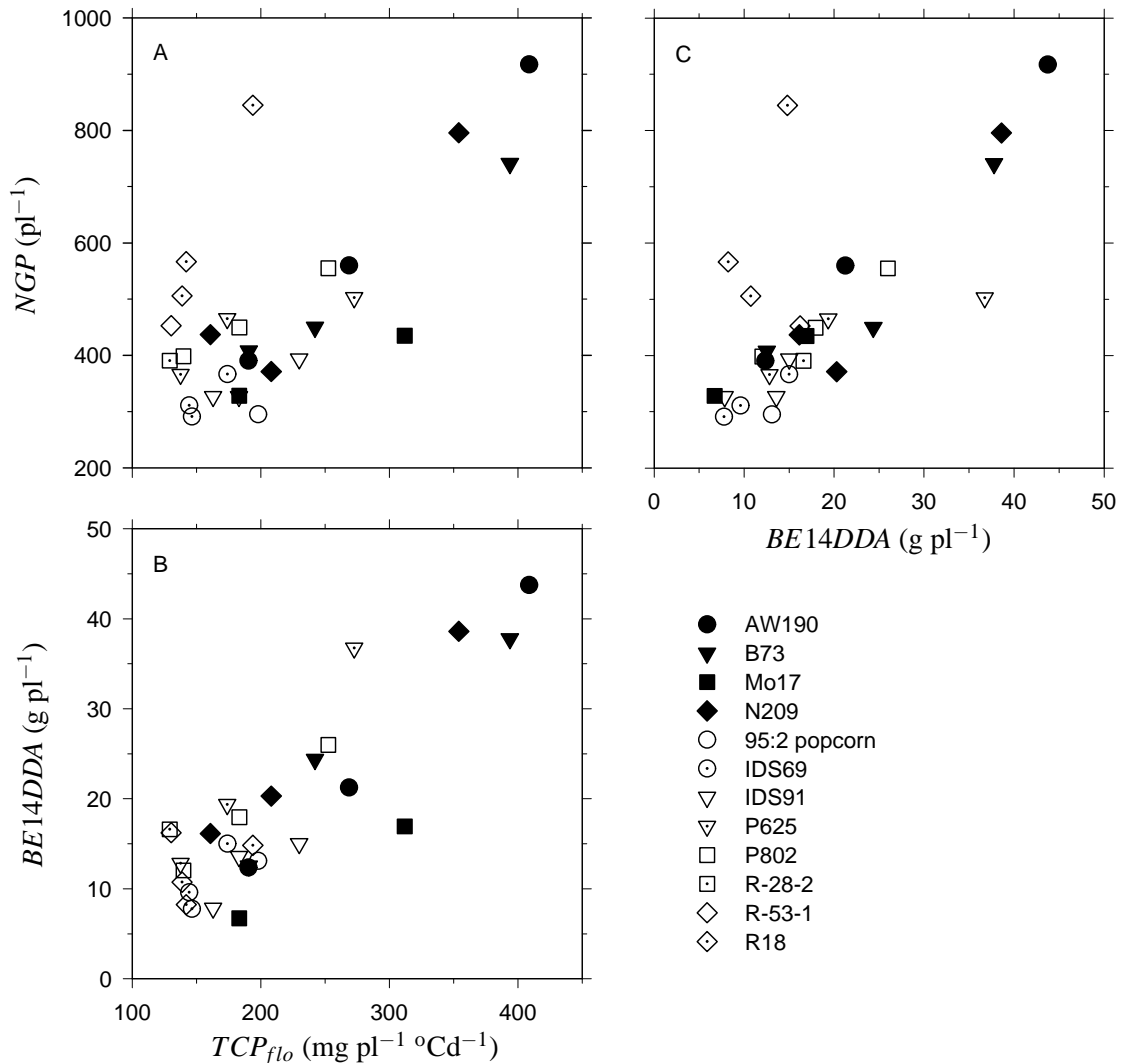 1000
800
600
400
200
NGP (pl−1)
A
C
0 10 20 30 40 50
BE14DDA (g pl−1)
50
40
30
20
10
0
BE14DDA (g pl−1)
B
100 200 300 400
TCPflo (mg pl−1 oCd−1)
AW190
B73
Mo17
N209
95:2 popcorn
IDS69
IDS91
P625
P802
R-28-2
R-53-1
R18